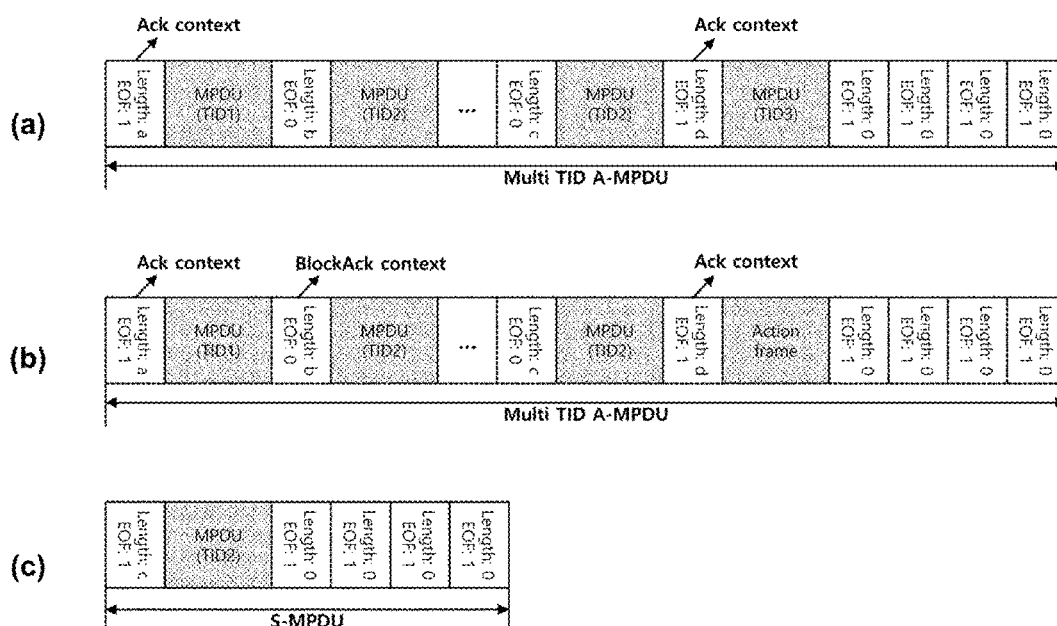 Ack context
Ack context
(a)
Length: a
EOF: 1
MPDU
(TID1)
Length: b
EOF: 0
MPDU
(TID2)
...
Length: c
EOF: 0
MPDU
(TID2)
Length: d
EOF: 1
MPDU
(TID3)
Length: 0
EOF: 1
Length: 0
EOF: 1
Length: 0
EOF: 1
Length: 0
EOF: 1
Multi TID A-MPDU
Ack context
BlockAck context
Ack context
(b)
Length: a
EOF: 1
MPDU
(TID1)
Length: b
EOF: 0
MPDU
(TID2)
...
Length: c
EOF: 0
MPDU
(TID2)
Length: d
EOF: 1
Action
frame
Length: 0
EOF: 1
Length: 0
EOF: 1
Length: 0
EOF: 1
Length: 0
EOF: 1
Multi TID A-MPDU
(c)
Length: c
EOF: 1
MPDU
(TID2)
Length: 0
EOF: 1
Length: 0
EOF: 1
Length: 0
EOF: 1
Length: 0
EOF: 1
S-MPDU